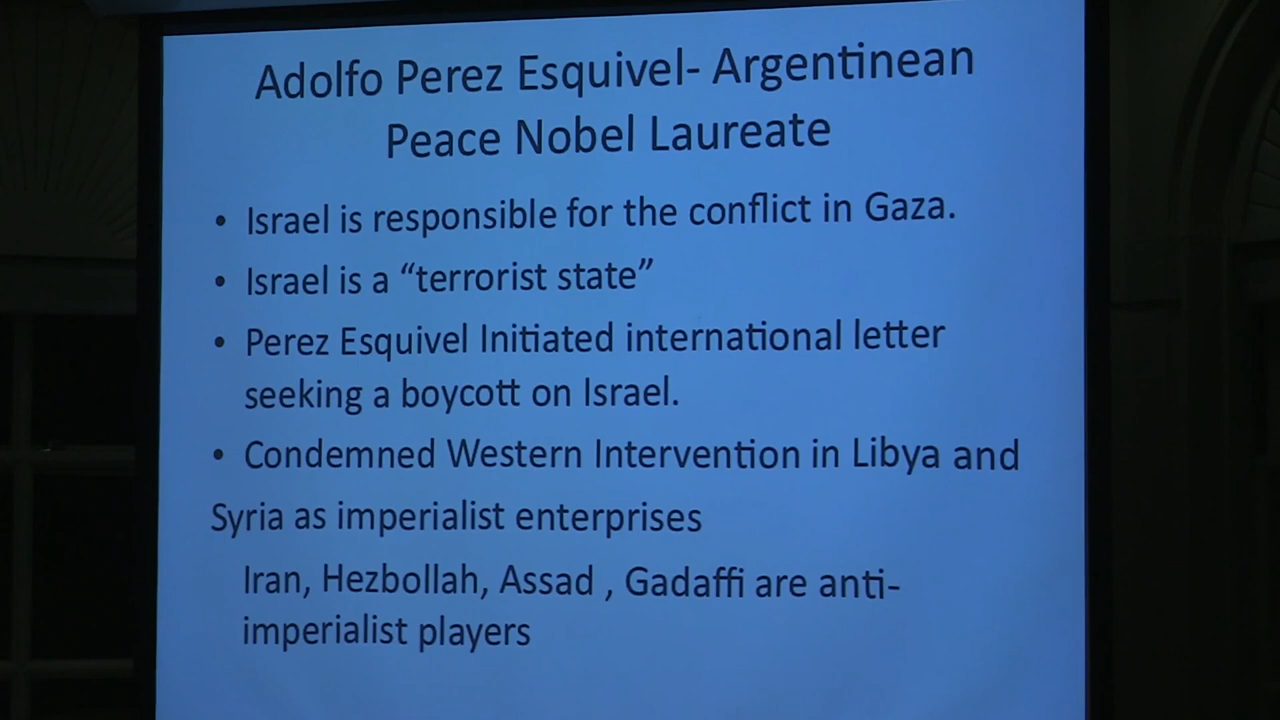 Adolfo Perez Esquivel- Argentinean
Peace Nobel Laureate
• Israel is responsible for the conflict in Gaza.
• Israel is a “terrorist state”
• Perez Esquivel Initiated international letter
seeking a boycott on Israel.
• Condemned Western Intervention in Libya and
Syria as imperialist enterprises
Iran, Hezbollah, Assad , Gadaffi are anti-
imperialist players